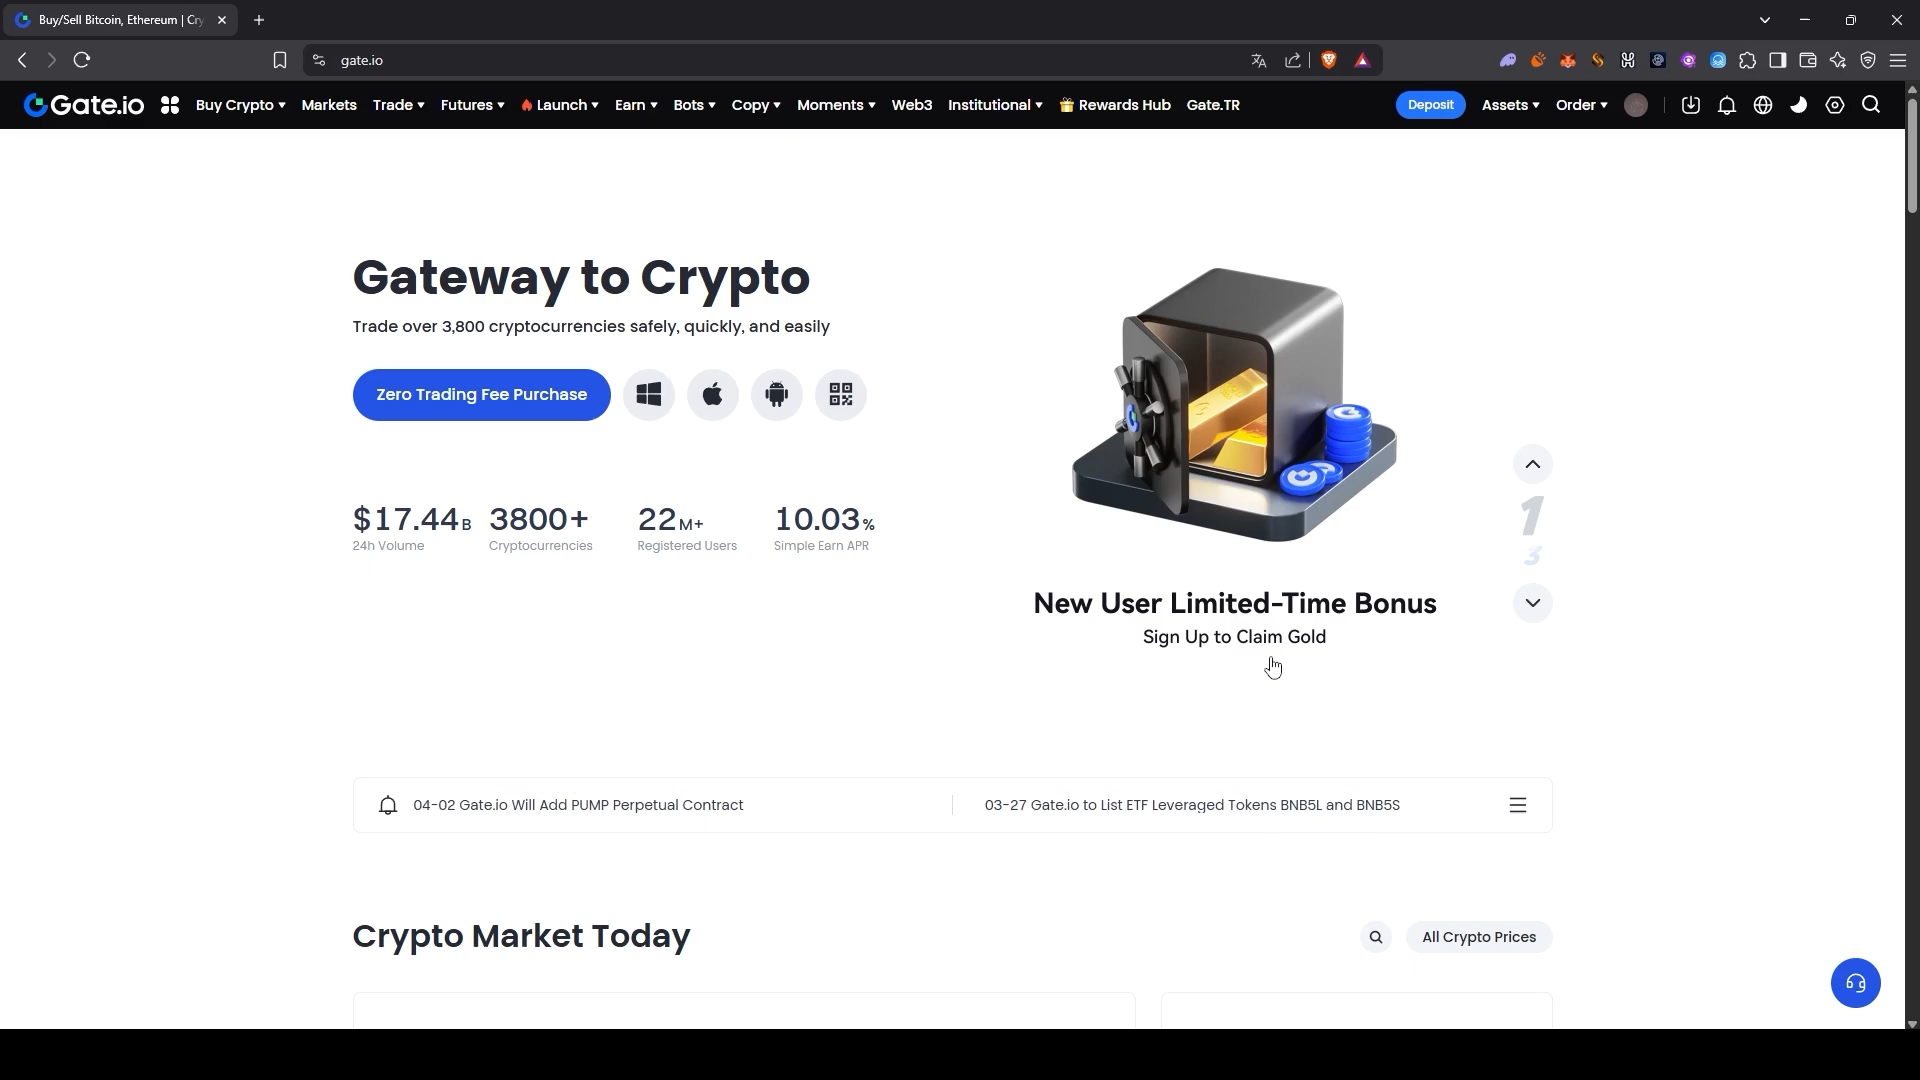 Buy/Sell Bitcoin, Ethereum | Cry
gate.io
Gate.io Buy Crypto Markets Trade Futures Launch Earn Bots Copy Moments Web3 Institutional Rewards Hub Gate.TR Deposit Assets Order
Gateway to Crypto
Trade over 3,800 cryptocurrencies safely, quickly, and easily
Zero Trading Fee Purchase
$17.44B 3800+ 22M+ 10.03%
24h Volume Cryptocurrencies Registered Users Simple Earn APR
1
3
New User Limited-Time Bonus
Sign Up to Claim Gold
04-02 Gate.io Will Add PUMP Perpetual Contract
03-27 Gate.io to List ETF Leveraged Tokens BNB5L and BNB5S
Crypto Market Today
All Crypto Prices